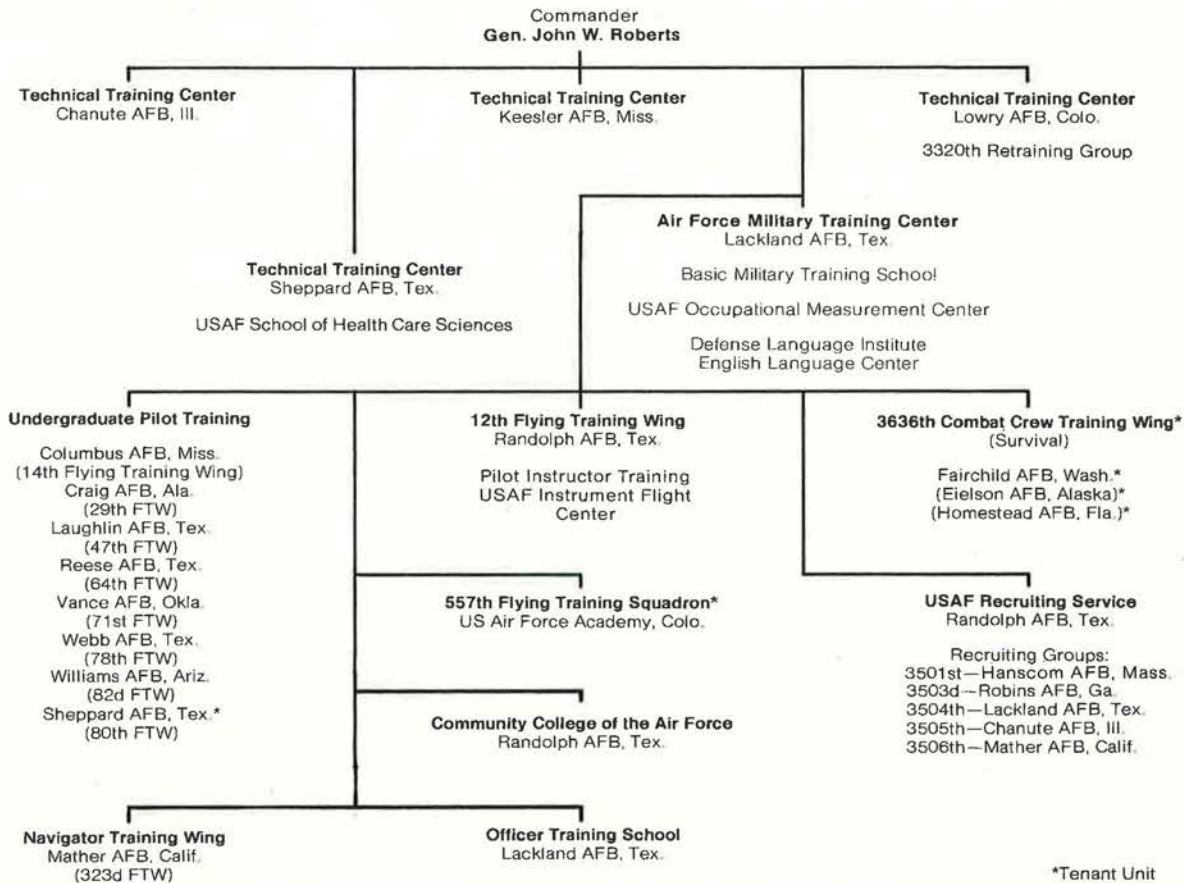 Commander
Gen. John W. Roberts
Technical Training Center
Chanute AFB, Ill.
Technical Training Center
Keesler AFB, Miss.
Technical Training Center
Lowry AFB, Colo.
3320th Retraining Group
Technical Training Center
Sheppard AFB, Tex.
USAF School of Health Care Sciences
Air Force Military Training Center
Lackland AFB, Tex.
Basic Military Training School
USAF Occupational Measurement Center
Defense Language Institute
English Language Center
Undergraduate Pilot Training
Columbus AFB, Miss.
(14th Flying Training Wing)
Craig AFB, Ala.
(29th FTW)
Laughlin AFB, Tex.
(47th FTW)
Reese AFB, Tex.
(64th FTW)
Vance AFB, Okla.
(71st FTW)
Webb AFB, Tex.
(78th FTW)
Williams AFB, Ariz.
(82d FTW)
Sheppard AFB, Tex.*
(80th FTW)
12th Flying Training Wing
Randolph AFB, Tex.
Pilot Instructor Training
USAF Instrument Flight
Center
3636th Combat Crew Training Wing*
(Survival)
Fairchild AFB, Wash.*
(Eielson AFB, Alaska)*
(Homestead AFB, Fla.)*
557th Flying Training Squadron*
US Air Force Academy, Colo.
USAF Recruiting Service
Randolph AFB, Tex.
Recruiting Groups:
3501st—Hanscom AFB, Mass.
3503d—Robins AFB, Ga.
3504th—Lackland AFB, Tex.
3505th—Chanute AFB, Ill.
3506th—Mather AFB, Calif.
Community College of the Air Force
Randolph AFB, Tex.
Navigator Training Wing
Mather AFB, Calif.
(323d FTW)
Officer Training School
Lackland AFB, Tex.
*Tenant Unit